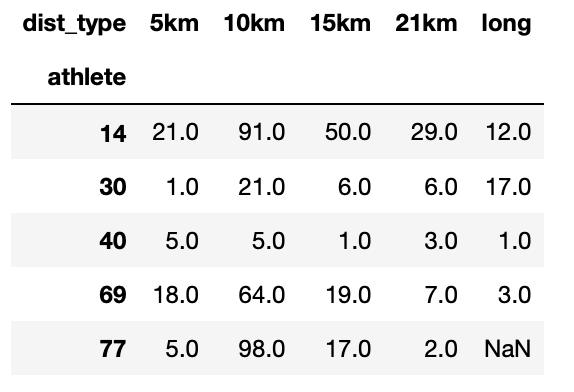 dist_type 5km 10km 15km 21km long
athlete
14 21.0 91.0 50.0 29.0 12.0
30 1.0 21.0 6.0 6.0 17.0
40 5.0 5.0 1.0 3.0 1.0
69 18.0 64.0 19.0 7.0 3.0
77 5.0 98.0 17.0 2.0 NaN